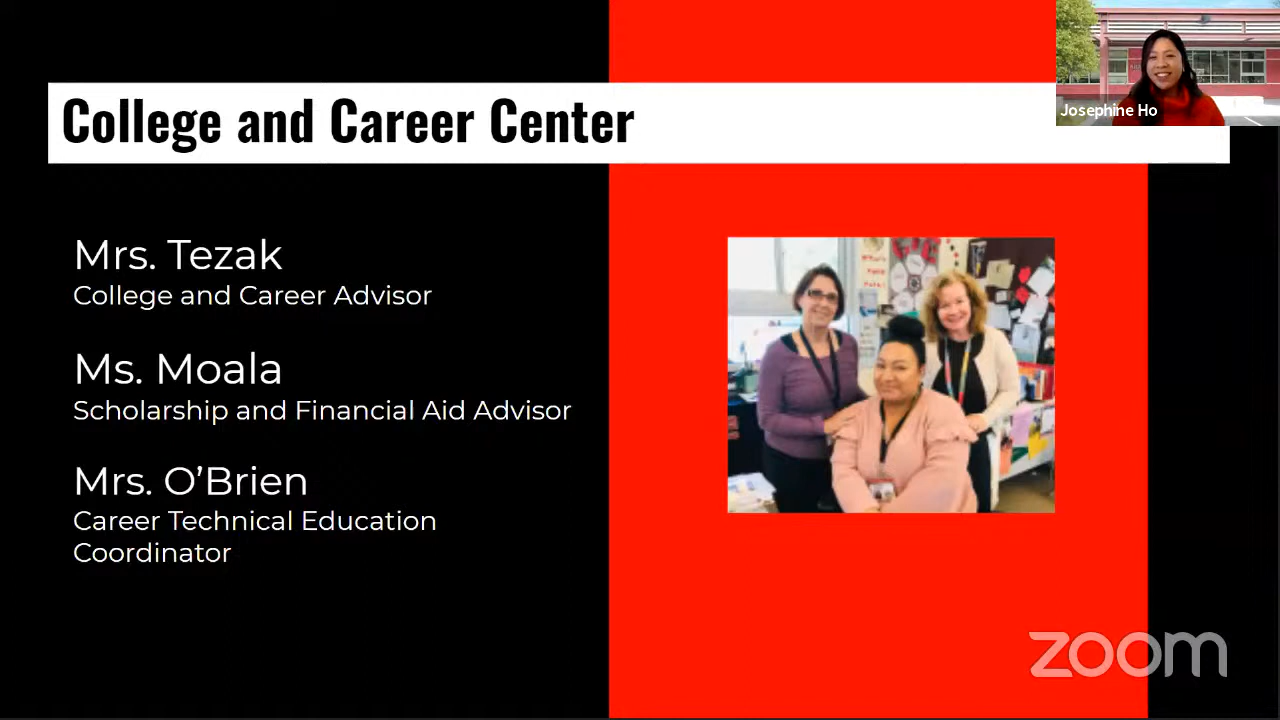 College and Career Center
Josephine Ho
Mrs. Tezak
College and Career Advisor
Ms. Moala
Scholarship and Financial Aid Advisor
Mrs. O’Brien
Career Technical Education
Coordinator
zoom